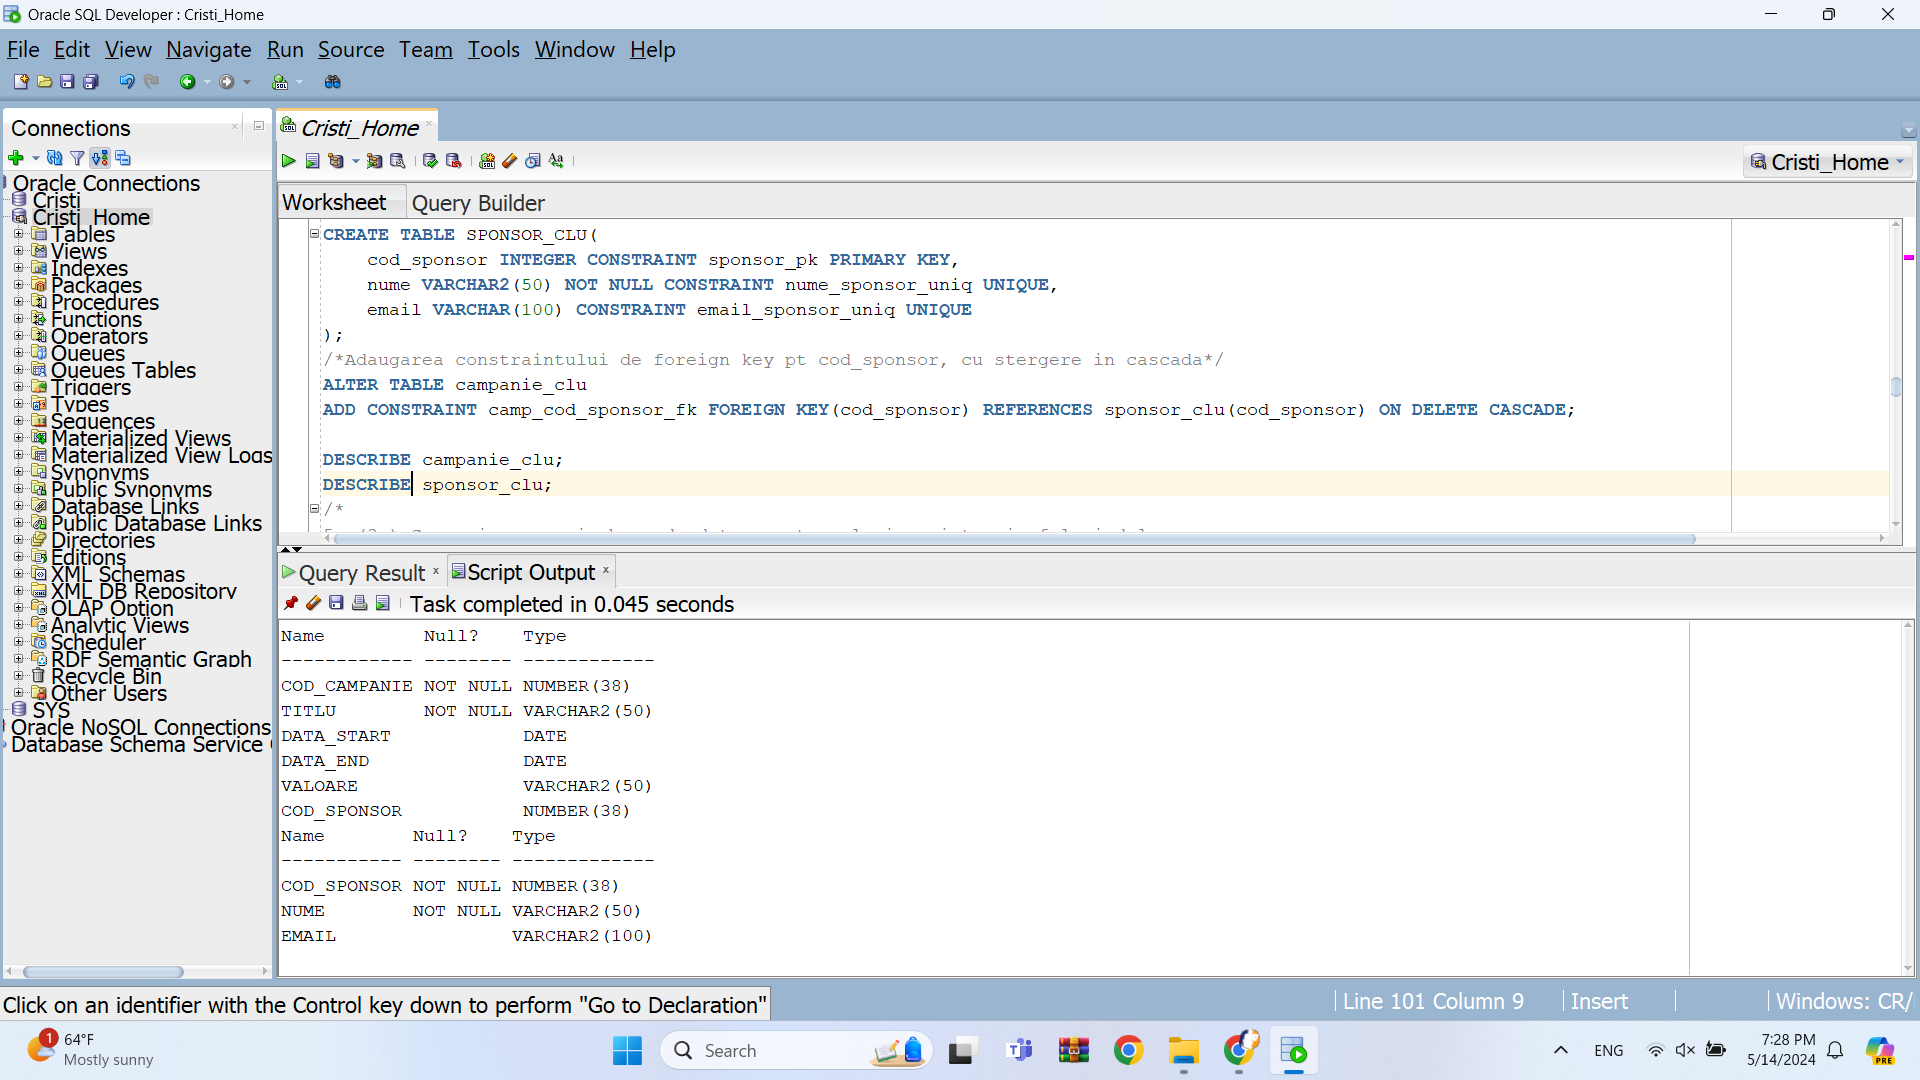 Oracle SQL Developer : Cristi_Home
File Edit View Navigate Run Source Team Tools Window Help
Connections
Oracle Connections
Cristi
Cristi_Home
Tables
Views
Indexes
Packages
Procedures
Functions
Operators
Queues
Queues Tables
Triggers
Types
Sequences
Materialized Views
Materialized View Logs
Synonyms
Public Synonyms
Database Links
Public Database Links
Directories
Editions
XML Schemas
XML DB Repository
OLAP Option
Analytic Views
Scheduler
RDF Semantic Graph
Recycle Bin
Other Users
SYS
Oracle NoSQL Connections
Database Schema Service
Cristi_Home
Cristi_Home
Worksheet Query Builder
CREATE TABLE SPONSOR_CLU(
cod_sponsor INTEGER CONSTRAINT sponsor_pk PRIMARY KEY,
nume VARCHAR2(50) NOT NULL CONSTRAINT nume_sponsor_uniq UNIQUE,
email VARCHAR(100) CONSTRAINT email_sponsor_uniq UNIQUE
);
/*Adaugarea constraintului de foreign key pt cod_sponsor, cu stergere in cascada*/
ALTER TABLE campanie_clu
ADD CONSTRAINT camp_cod_sponsor_fk FOREIGN KEY(cod_sponsor) REFERENCES sponsor_clu(cod_sponsor) ON DELETE CASCADE;
DESCRIBE campanie_clu;
DESCRIBE sponsor_clu;
/*
Query Result Script Output
Task completed in 0.045 seconds
Name Null? Type
------------ -------- ------------
COD_CAMPANIE NOT NULL NUMBER(38)
TITLU NOT NULL VARCHAR2(50)
DATA_START DATE
DATA_END DATE
VALOARE VARCHAR2(50)
COD_SPONSOR NUMBER(38)
Name Null? Type
----------- -------- -------------
COD_SPONSOR NOT NULL NUMBER(38)
NUME NOT NULL VARCHAR2(50)
EMAIL VARCHAR2(100)
Click on an identifier with the Control key down to perform "Go to Declaration"
Line 101 Column 9 Insert Windows: CR/
1
64°F
Mostly sunny
Search
ENG
7:28 PM
5/14/2024
PRE